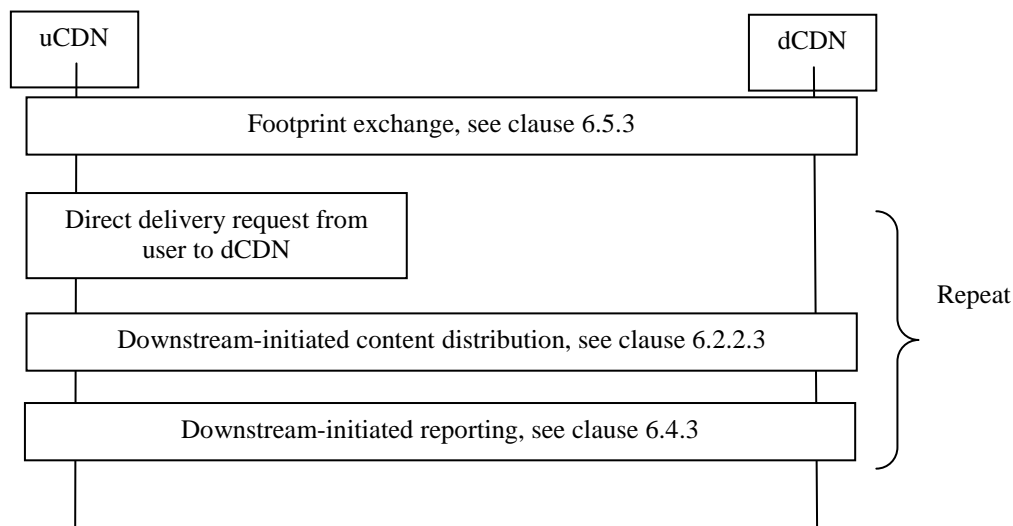 uCDN
dCDN
Footprint exchange, see clause 6.5.3
Direct delivery request from
user to dCDN
Repeat
Downstream-initiated content distribution, see clause 6.2.2.3
Downstream-initiated reporting, see clause 6.4.3